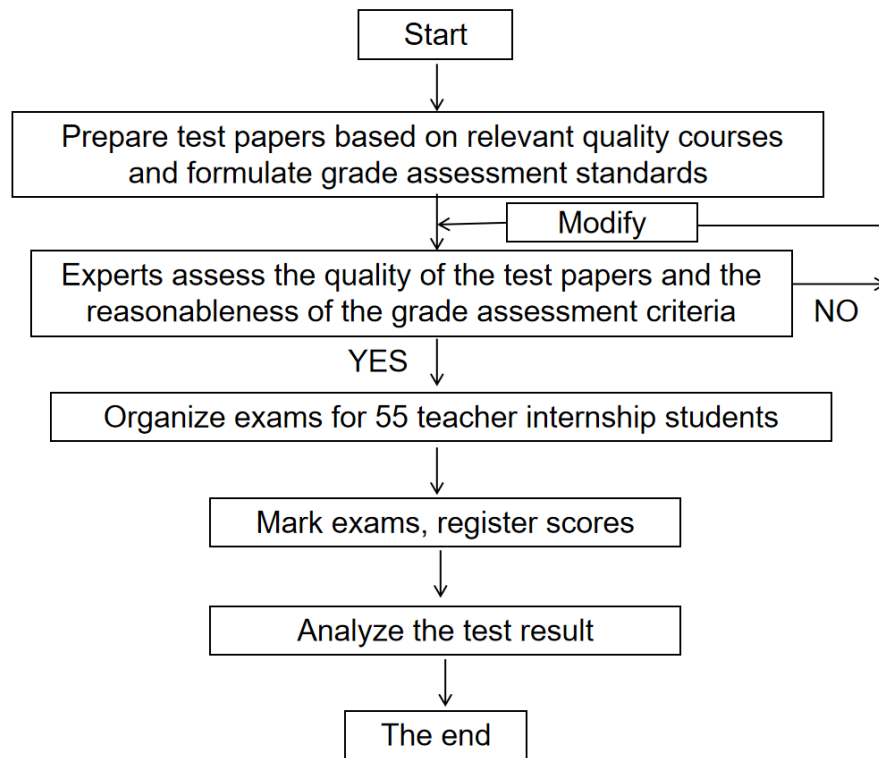 Start
Prepare test papers based on relevant quality courses
and formulate grade assessment standards
Modify
Experts assess the quality of the test papers and the
reasonableness of the grade assessment criteria
NO
YES
Organize exams for 55 teacher internship students
Mark exams, register scores
Analyze the test result
The end